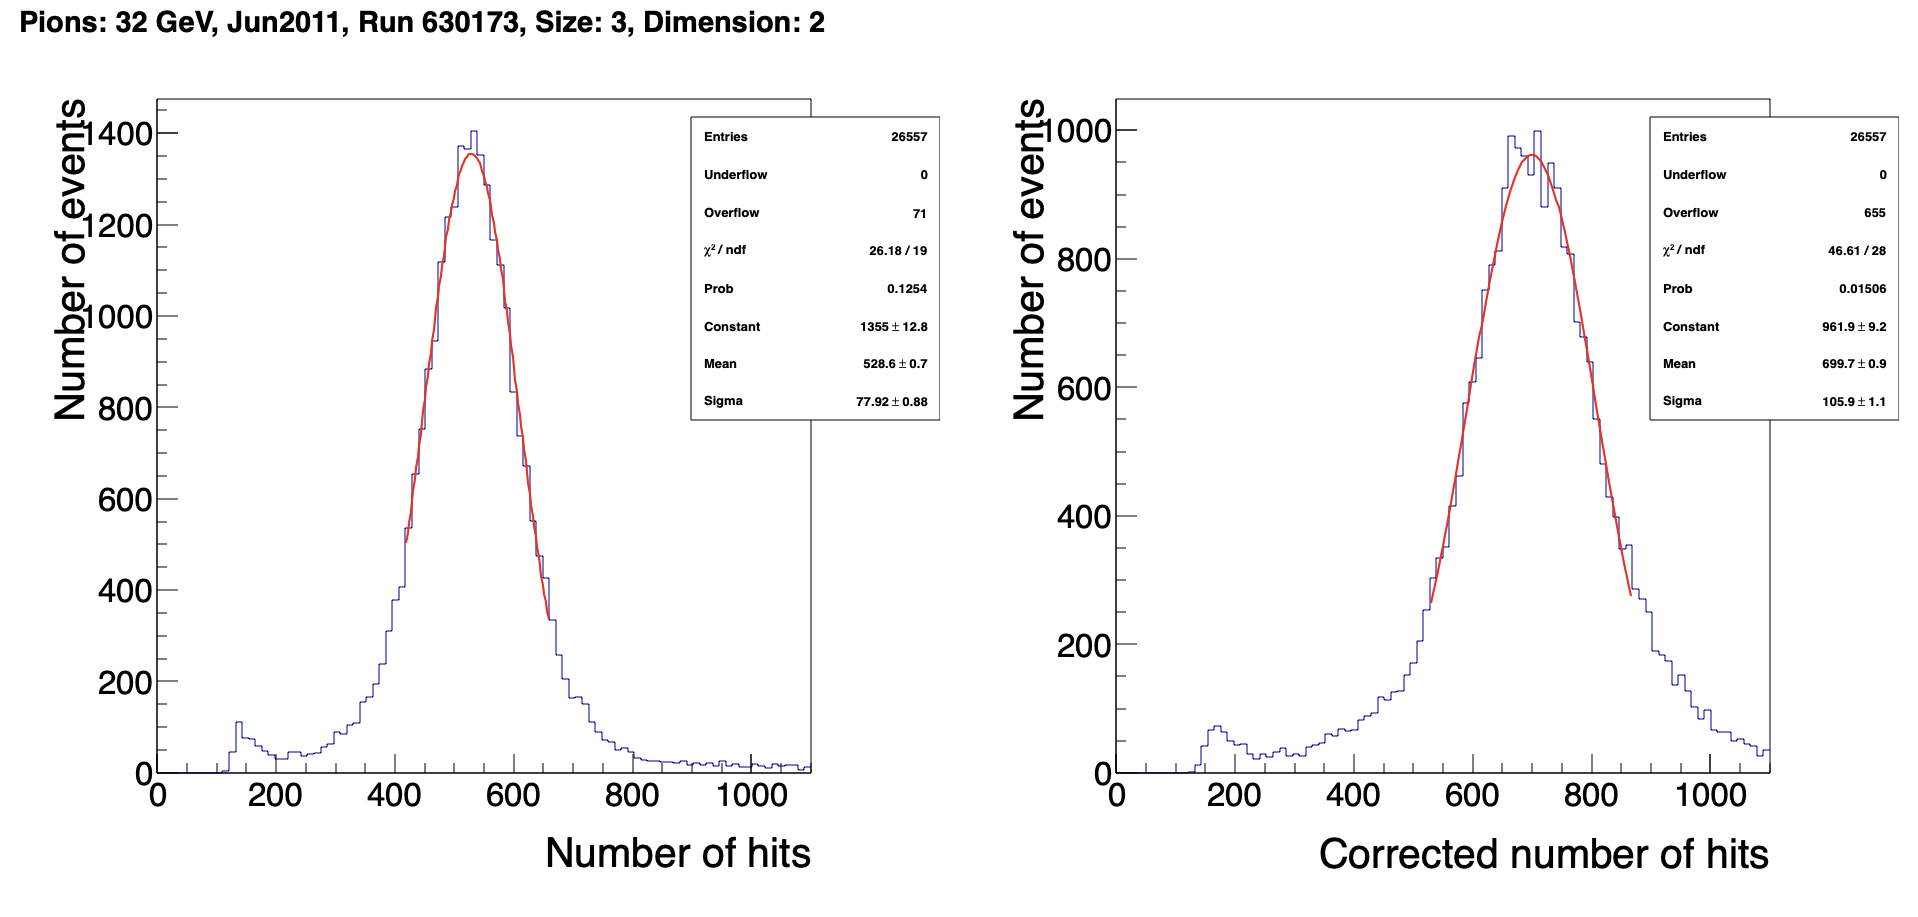 Pions: 32 GeV, Jun2011, Run 630173, Size: 3, Dimension: 2
Number of events
1400
1200
1000
800
600
400
200
0
0 200 400 600 800 1000
Number of hits
Entries 26557
Underflow 0
Overflow 71
χ² / ndf 26.18 / 19
Prob 0.1254
Constant 1355 ± 12.8
Mean 528.6 ± 0.7
Sigma 77.92 ± 0.88
Number of events
1000
800
600
400
200
0
0 200 400 600 800 1000
Corrected number of hits
Entries 26557
Underflow 0
Overflow 655
χ² / ndf 46.61 / 28
Prob 0.01506
Constant 961.9 ± 9.2
Mean 699.7 ± 0.9
Sigma 105.9 ± 1.1